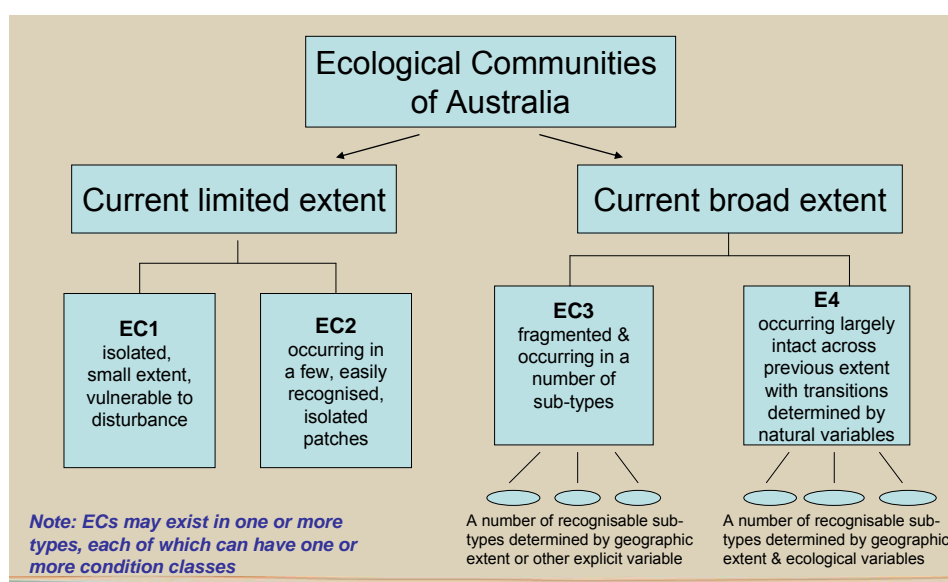 Ecological Communities
of Australia
Current limited extent
Current broad extent
EC1
isolated,
small extent,
vulnerable to
disturbance
EC2
occurring in
a few, easily
recognised,
isolated
patches
EC3
fragmented &
occurring in a
number of
sub-types
E4
occurring largely
intact across
previous extent
with transitions
determined by
natural variables
Note: ECs may exist in one or more
types, each of which can have one or
more condition classes
A number of recognisable sub-
types determined by geographic
extent or other explicit variable
A number of recognisable sub-
types determined by geographic
extent & ecological variables